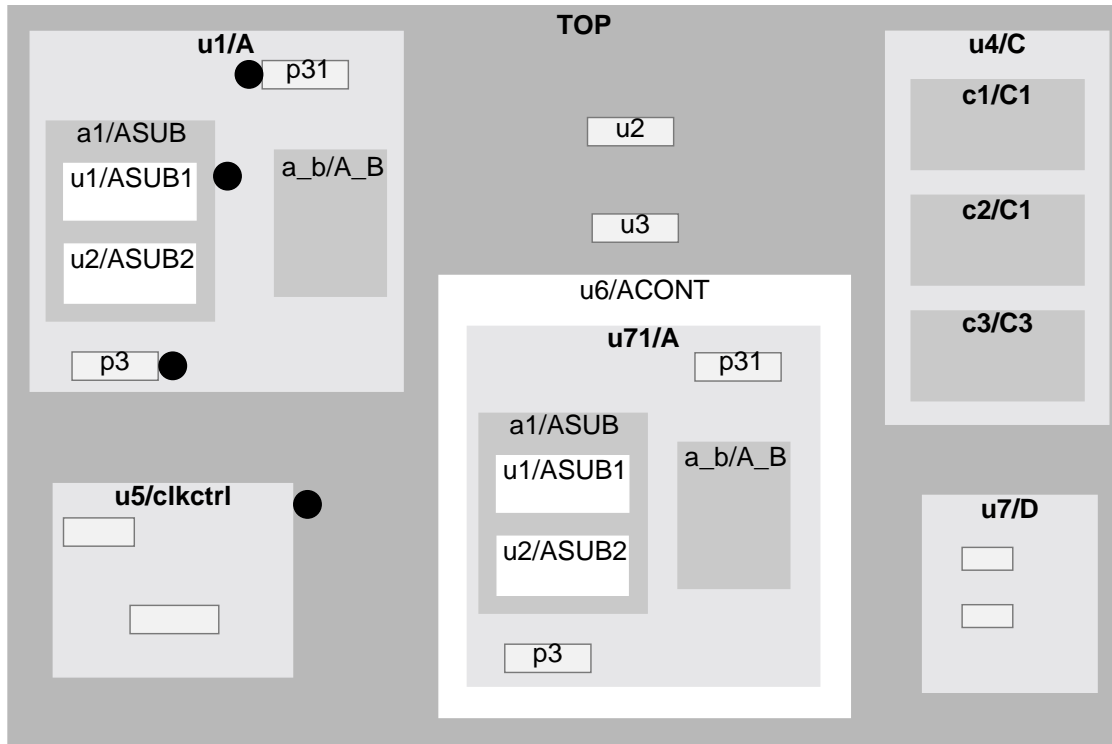 TOP
u1/A
p31
a1/ASUB
u1/ASUB1
u2/ASUB2
a_b/A_B
p3
u2
u3
u4/C
c1/C1
c2/C1
c3/C3
u5/clkctrl
u6/ACONT
u71/A
p31
a1/ASUB
u1/ASUB1
u2/ASUB2
a_b/A_B
p3
u7/D